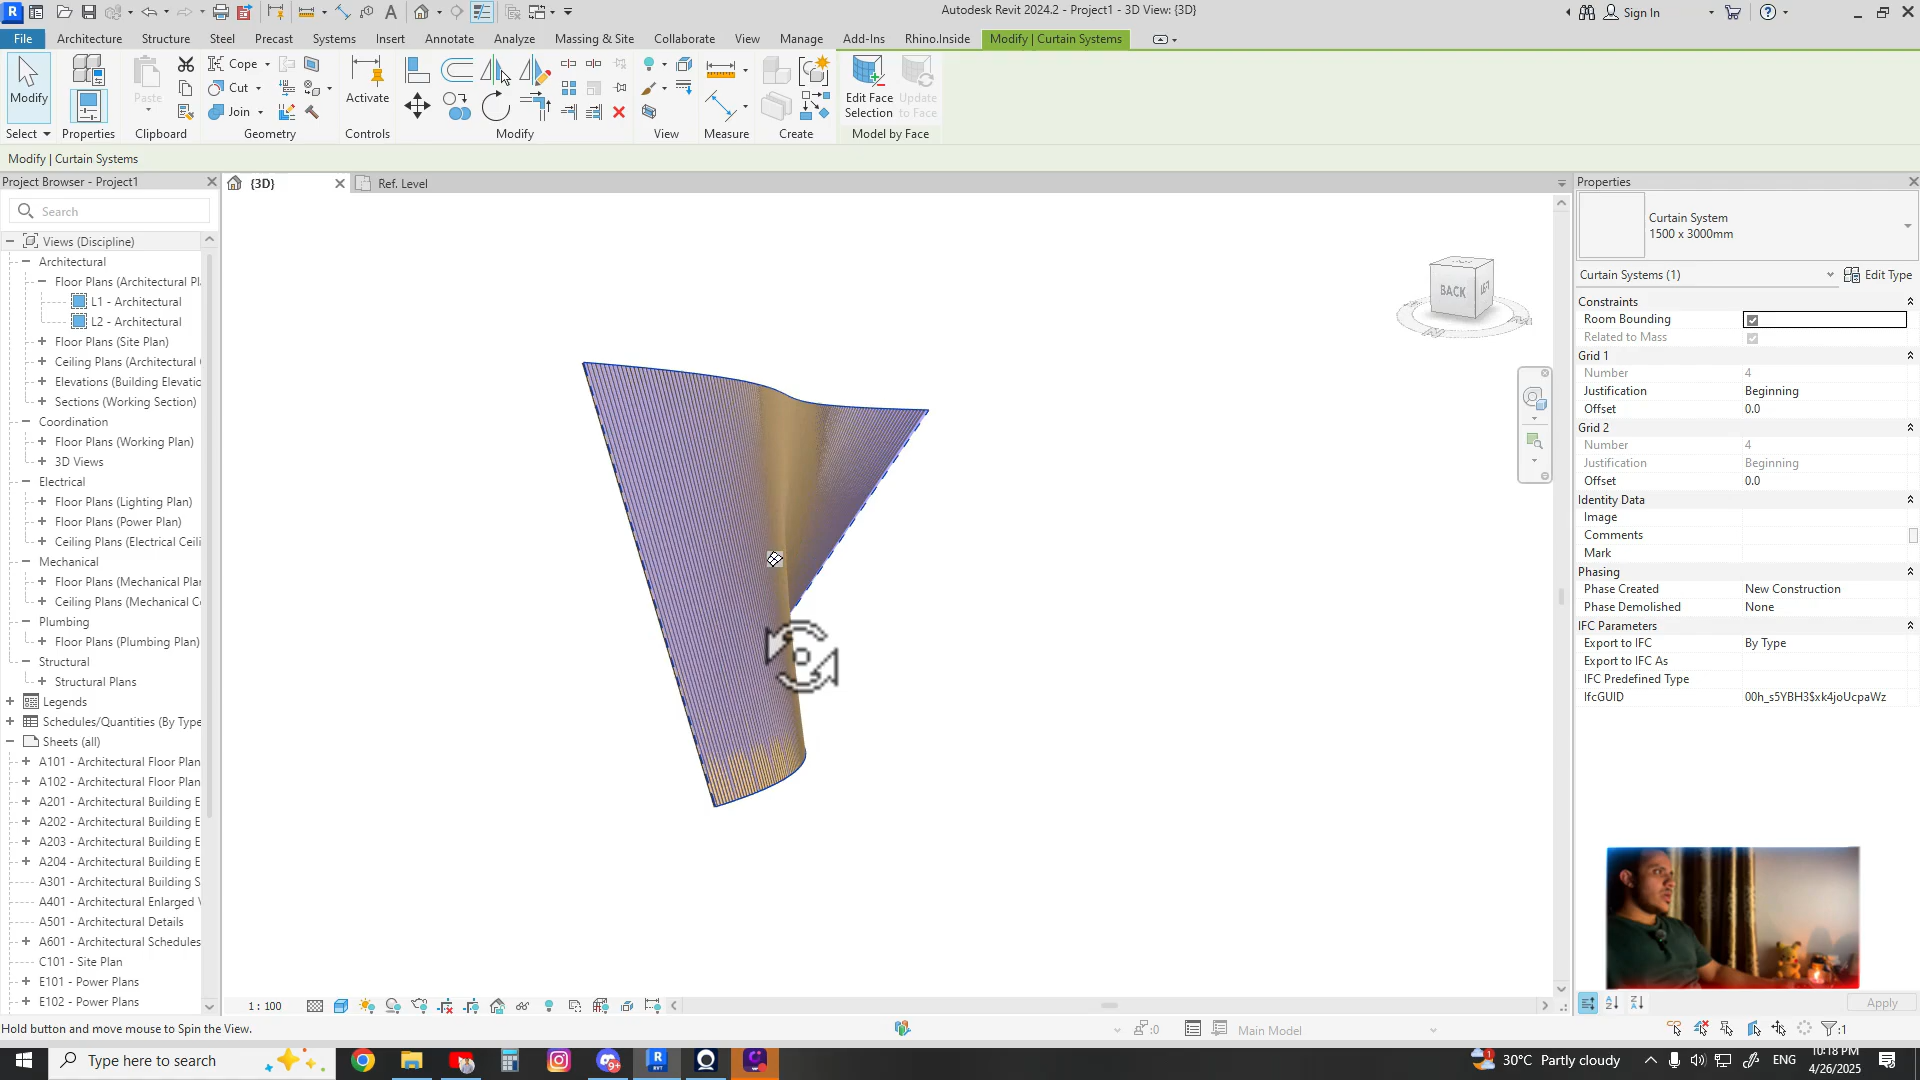 Autodesk Revit 2024.2 - Project1 - 3D View: {3D}
Sign In
File
Architecture
Structure
Steel
Precast
Systems
Insert
Annotate
Analyze
Massing & Site
Collaborate
View
Manage
Add-Ins
Rhino.Inside
Modify | Curtain Systems
Modify
Paste
Cope
Cut
Join
Activate
Edit Face
Selection
Update
to Face
Select
Properties
Clipboard
Geometry
Controls
Modify
View
Measure
Create
Model by Face
Modify | Curtain Systems
Project Browser - Project1
Search
Views (Discipline)
Architectural
Floor Plans (Architectural Pl
L1 - Architectural
L2 - Architectural
Floor Plans (Site Plan)
Ceiling Plans (Architectural
Elevations (Building Elevatio
Sections (Working Section)
Coordination
Floor Plans (Working Plan)
3D Views
Electrical
Floor Plans (Lighting Plan)
Floor Plans (Power Plan)
Ceiling Plans (Electrical Ceili
Mechanical
Floor Plans (Mechanical Plar
Ceiling Plans (Mechanical C
Plumbing
Floor Plans (Plumbing Plan)
Structural
Structural Plans
Legends
Schedules/Quantities (By Type
Sheets (all)
A101 - Architectural Floor Plan
A102 - Architectural Floor Plan
A201 - Architectural Building E
A202 - Architectural Building E
A203 - Architectural Building E
A204 - Architectural Building E
A301 - Architectural Building S
A401 - Architectural Enlarged
A501 - Architectural Details
A601 - Architectural Schedules
C101 - Site Plan
E101 - Power Plans
E102 - Power Plans
{3D}
Ref. Level
BACK
LEFT
1 : 100
Properties
Curtain System
1500 x 3000mm
Curtain Systems (1)
Edit Type
Constraints
Room Bounding
Related to Mass
Grid 1
Number 4
Justification Beginning
Offset 0.0
Grid 2
Number 4
Justification Beginning
Offset 0.0
Identity Data
Image
Comments
Mark
Phasing
Phase Created New Construction
Phase Demolished None
IFC Parameters
Export to IFC By Type
Export to IFC As
IFC Predefined Type
IfcGUID 00h_s5YBH3$xk4joUcpaWz
Apply
Hold button and move mouse to Spin the View.
:0
Main Model
:1
Type here to search
30°C Partly cloudy
ENG
10:18 PM
4/26/2025